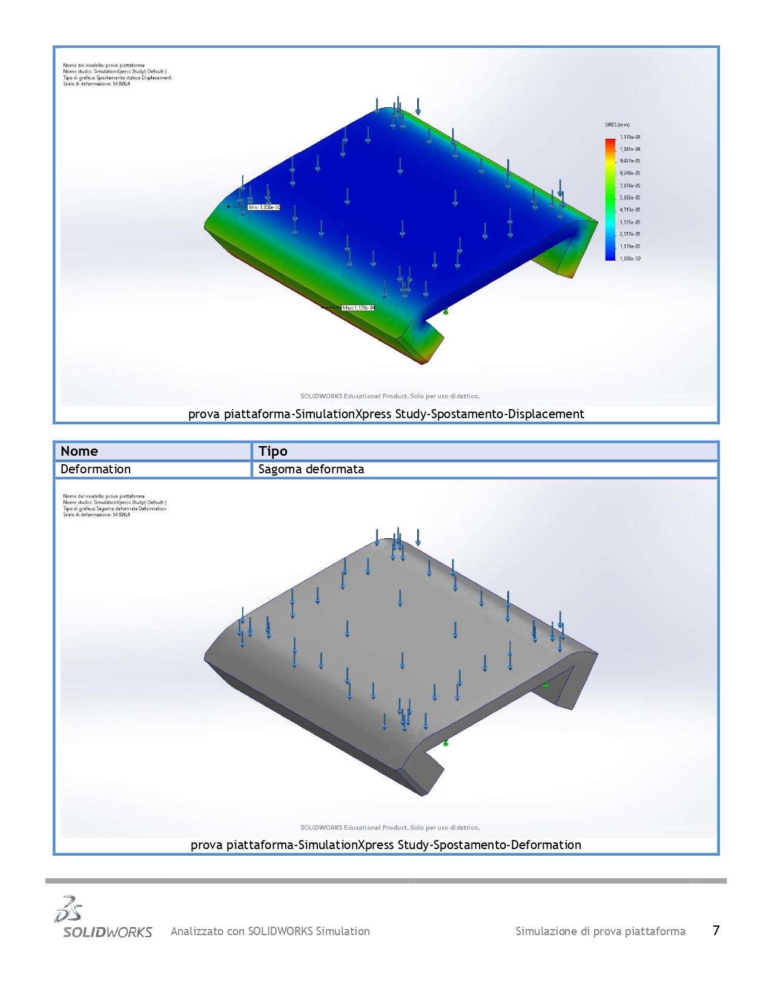 Nome del modello: prova piattaforma
Nome studio: SimulationXpress Study(-Default-)
Tipo di grafico: Spostamento statico Displacement
Scala di deformazione: 54.926,4
URES (mm)
1,178e-04
1,061e-04
9,427e-05
8,249e-05
7,070e-05
5,892e-05
4,713e-05
3,535e-05
2,357e-05
1,178e-05
1,000e-30
Min: 1,000e-30
Max: 1,178e-04
SOLIDWORKS Educational Product. Solo per uso didattico.
prova piattaforma-SimulationXpress Study-Spostamento-Displacement
Nome Tipo
Deformation Sagoma deformata
Nome del modello: prova piattaforma
Nome studio: SimulationXpress Study(-Default-)
Tipo di grafico: Sagoma deformata Deformation
Scala di deformazione: 54.926,4
SOLIDWORKS Educational Product. Solo per uso didattico.
prova piattaforma-SimulationXpress Study-Spostamento-Deformation
SOLIDWORKS Analizzato con SOLIDWORKS Simulation Simulazione di prova piattaforma 7